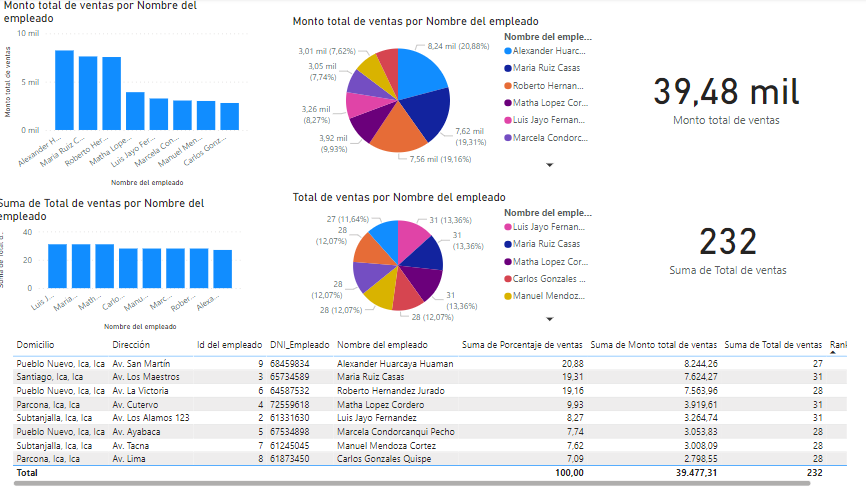 Monto total de ventas por Nombre del
empleado
10 mil
5 mil
0 mil
Monto total de ventas
Alexander H...
Maria Ruiz C...
Roberto Her...
Matha Lope...
Luis Jayo Fer...
Marcela Con...
Manuel Men...
Carlos Gonz...
Nombre del empleado
Monto total de ventas por Nombre del empleado
8,24 mil (20,88%)
7,62 mil
(19,31%)
7,56 mil (19,16%)
3,92 mil
(9,93%)
3,26 mil
(8,27%)
3,05 mil
(7,74%)
3,01 mil (7,62%)
Nombre del emple...
Alexander Huarc...
Maria Ruiz Casas
Roberto Hernan...
Matha Lopez Cor...
Luis Jayo Fernan...
Marcela Condorc...
39,48 mil
Monto total de ventas
Suma de Total de ventas por Nombre del
empleado
40
20
0
Luis J...
Maria...
Math...
Carlo...
Manu...
Marc...
Rober...
Alexa...
Nombre del empleado
Total de ventas por Nombre del empleado
31 (13,36%)
31
(13,36%)
31
(13,36%)
28 (12,07%)
28 (12,07%)
28
(12,07%)
28
(12,07%)
27 (11,64%)
Nombre del emple...
Luis Jayo Fernan...
Maria Ruiz Casas
Matha Lopez Cor...
Carlos Gonzales ...
Manuel Mendoz...
232
Suma de Total de ventas
Domicilio Dirección Id del empleado DNI_Empleado Nombre del empleado Suma de Porcentaje de ventas Suma de Monto total de ventas Suma de Total de ventas Rank
Pueblo Nuevo, Ica, Ica Av. San Martín 9 68459834 Alexander Huarcaya Huaman 20,88 8.244,26 27
Santiago, Ica, Ica Av. Los Maestros 3 65734589 Maria Ruiz Casas 19,31 7.624,27 31
Pueblo Nuevo, Ica, Ica Av. La Victoria 6 64587532 Roberto Hernandez Jurado 19,16 7.563,96 28
Parcona, Ica, Ica Av. Cutervo 4 72559618 Matha Lopez Cordero 9,93 3.919,61 31
Subtanjalla, Ica, Ica Av. Los Alamos 123 2 61331630 Luis Jayo Fernandez 8,27 3.264,74 31
Pueblo Nuevo, Ica, Ica Av. Ayabaca 5 67534898 Marcela Condorcanqui Pecho 7,74 3.053,83 28
Subtanjalla, Ica, Ica Av. Tacna 7 61245045 Manuel Mendoza Cortez 7,62 3.008,09 28
Parcona, Ica, Ica Av. Lima 8 61873450 Carlos Gonzales Quispe 7,09 2.798,55 28
Total 100,00 39.477,31 232